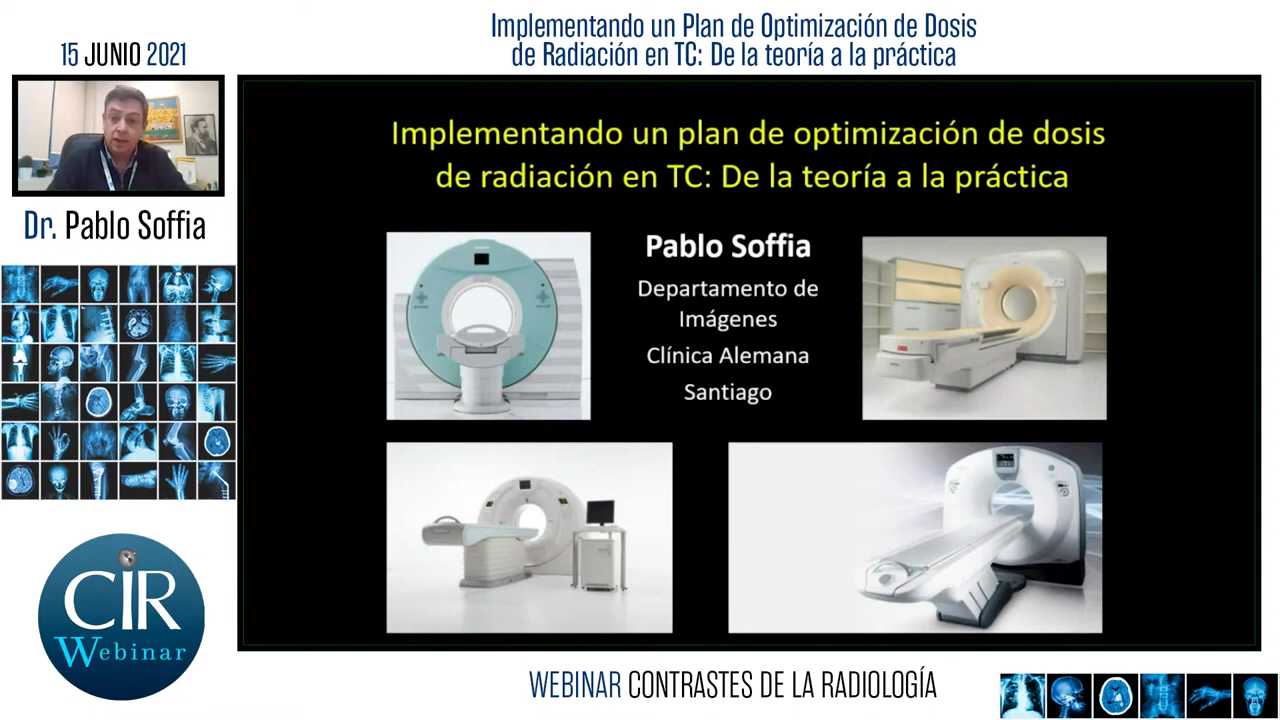 15 JUNIO 2021
Implementando un Plan de Optimización de Dosis
de Radiación en TC: De la teoría a la práctica
Dr. Pablo Soffia
Implementando un plan de optimización de dosis
de radiación en TC: De la teoría a la práctica
Pablo Soffia
Departamento de
Imágenes
Clínica Alemana
Santiago
CIR
Webinar
WEBINAR CONTRASTES DE LA RADIOLOGÍA